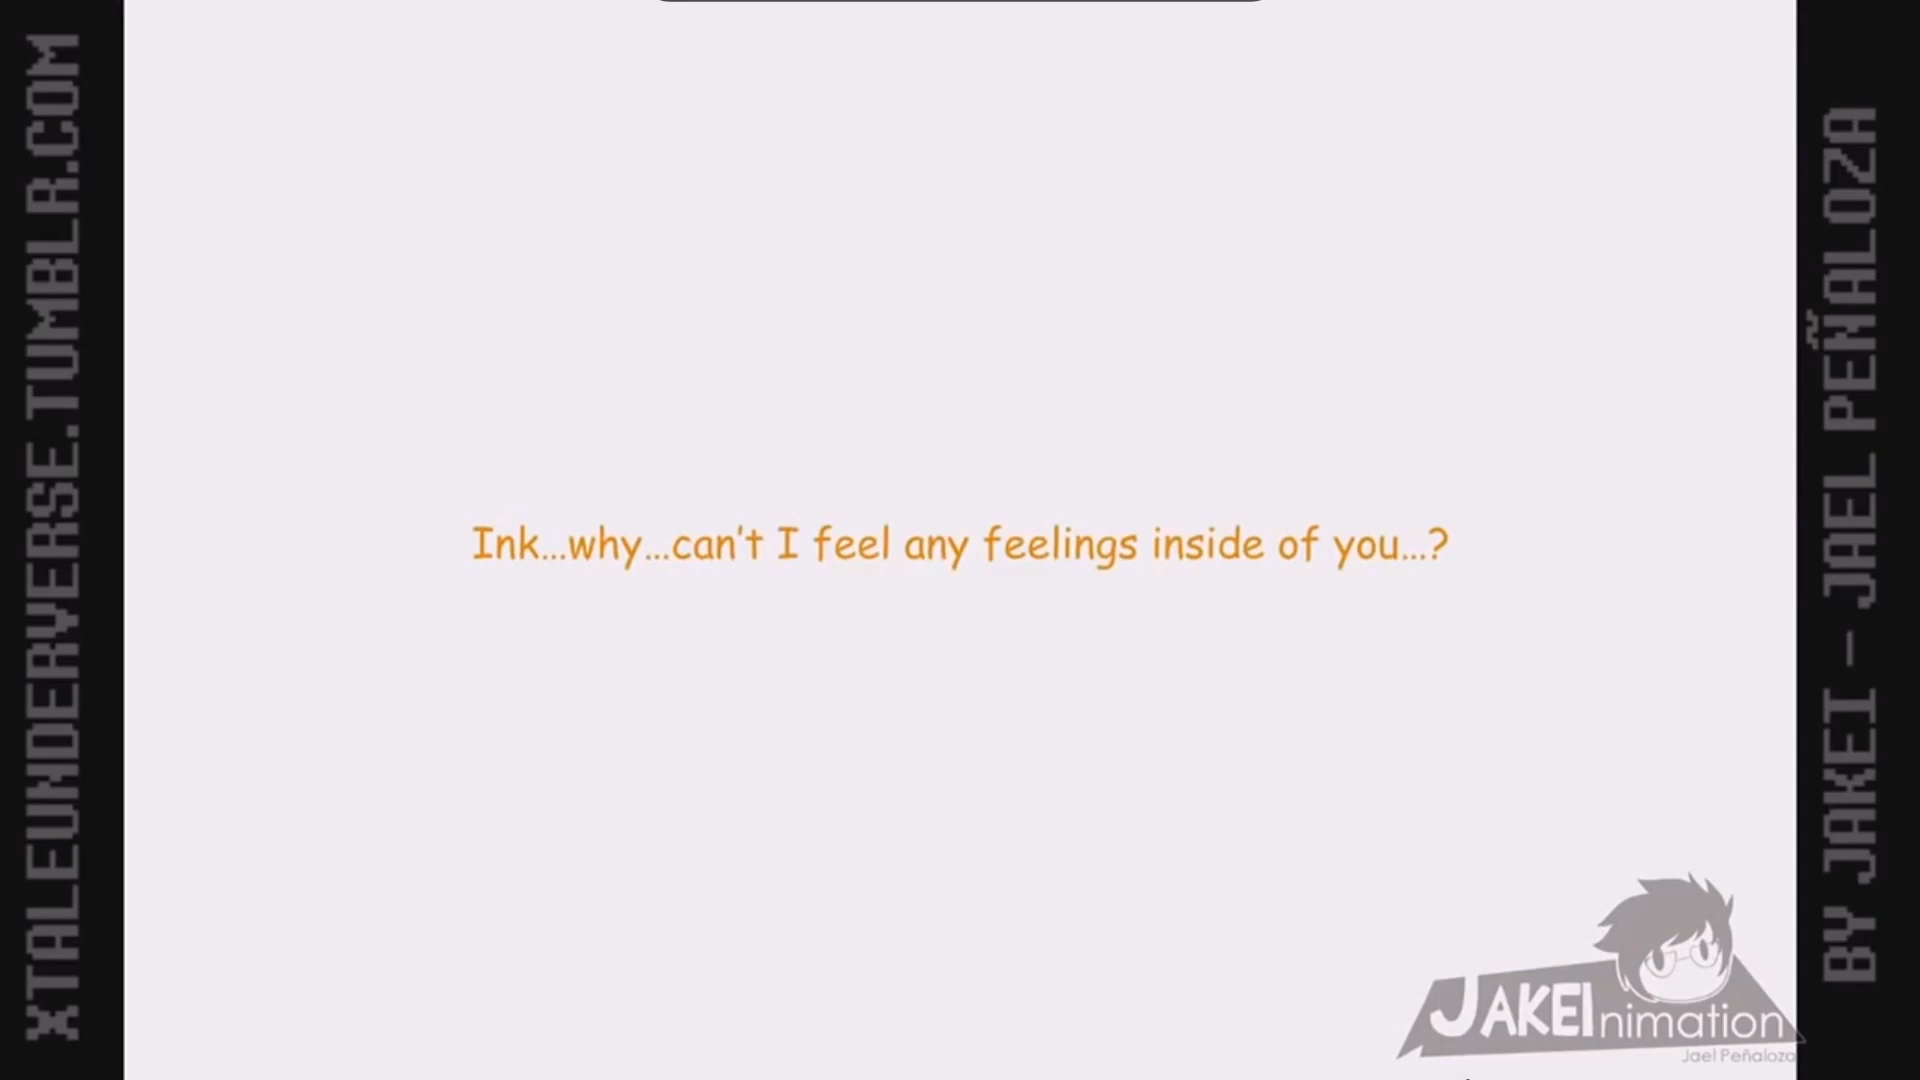 XTALEUNDERVERSE.TUMBLR.COM
Ink...why...can't I feel any feelings inside of you...?
BY JAKEI - JAEL PEÑALOZA
JAKEInimation
Jael Peñaloza